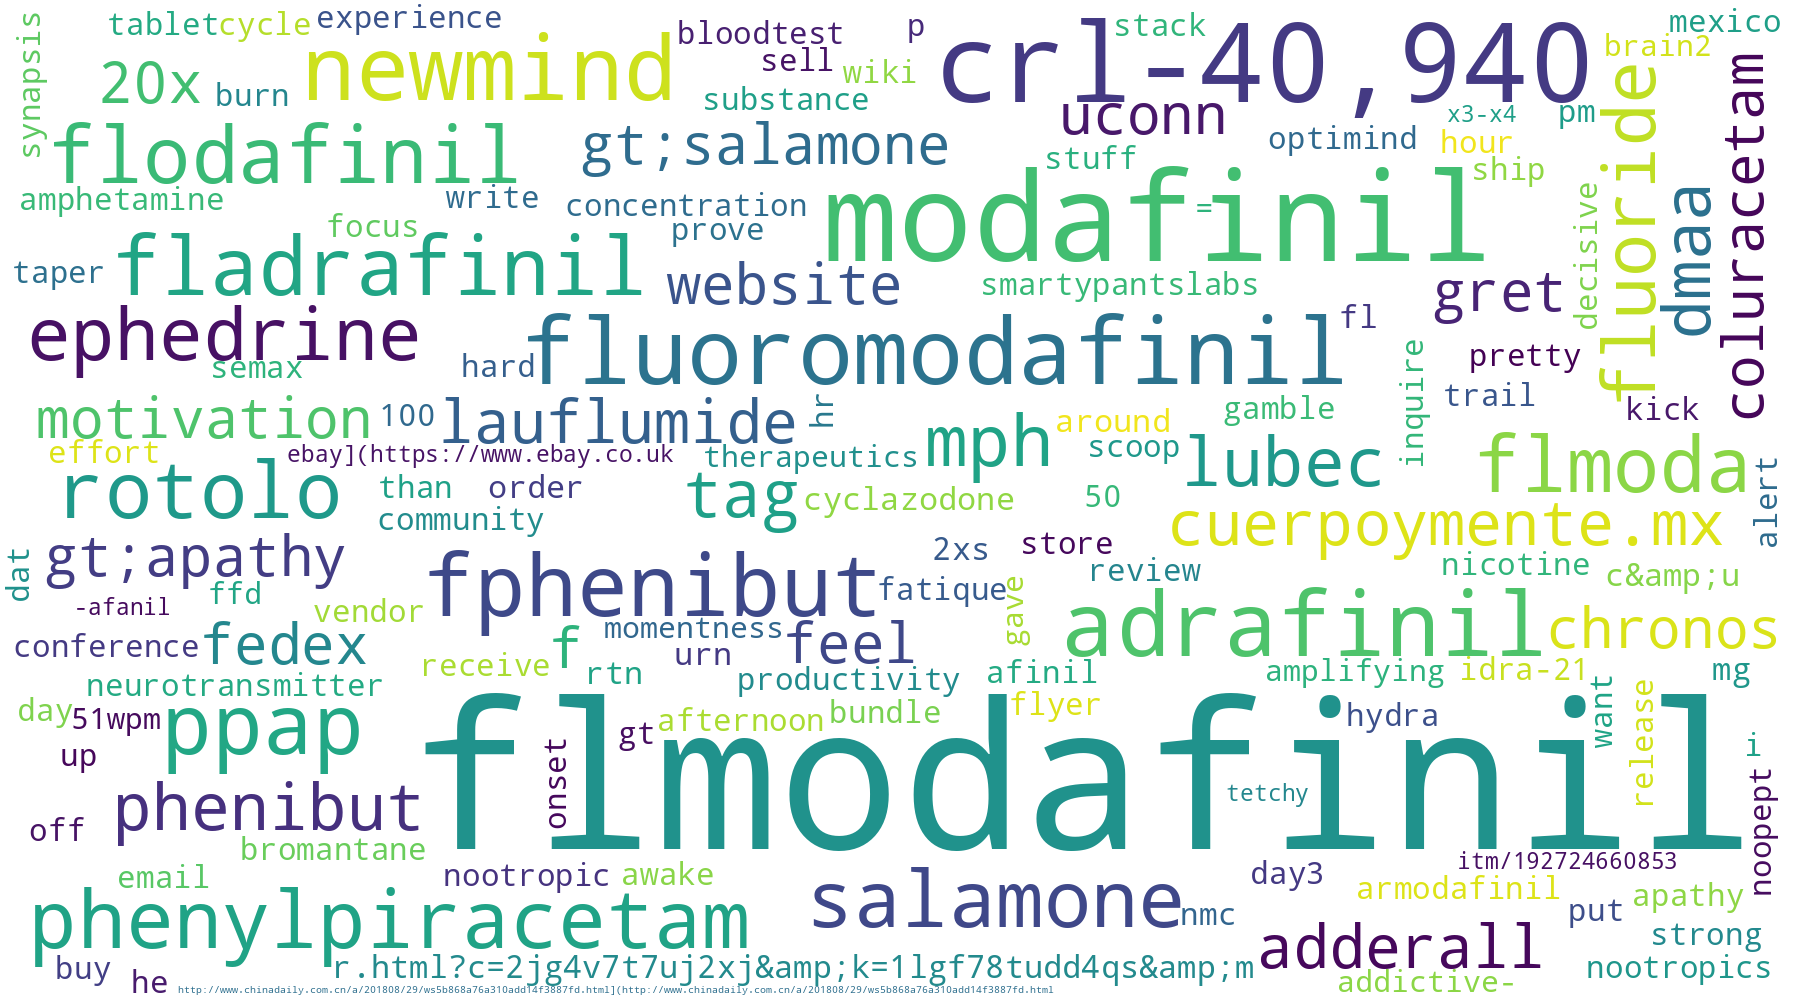 synapsis
tablet
cycle
experience
bloodtest
p
stack
mexico
20x
burn
newmind
sell
wiki
crl-40,940
brain2
substance
uconn
x3-x4
pm
flodafinil
gt;salamone
optimind
hour
stuff
ship
fluoride
coluracetam
amphetamine
write
concentration
modafinil
=
decisive
dmaa
focus
prove
taper
fladrafinil
website
smartypantslabs
gret
ephedrine
fluoromodafinil
fl
semax
hard
pretty
inquire
trail
motivation
100
lauflumide
hr
mph
around
gamble
kick
effort
ebay](https://www.ebay.co.uk
therapeutics
scoop
lubec
flmoda
alert
rotolo
than
order
tag
cyclazodone
50
community
cuerpoymente.mx
dat
gt;apathy
2xs
store
ffd
fphenibut
fatique
review
nicotine
c&amp;u
-afanil
vendor
gave
adrafinil
conference
fedex
f
momentness
feel
chronos
receive
rtn
urn
neurotransmitter
productivity
afinil
amplifying
idra-21
mg
day
51wpm
ppap
gt
afternoon
bundle
flyer
hydra
want
release
i
up
onset
flmodafinil
tetchy
noopept
phenibut
off
bromantane
email
nootropic
awake
day3
itm/192724660853
armodafinil
apathy
phenylpiracetam
salamone
nmc
put
adderall
strong
buy
he
r.html?c=2jg4v7t7uj2xj&amp;k=1lgf78tudd4qs&amp;m
nootropics
addictive-
http://www.chinadaily.com.cn/a/201808/29/ws5b868a76a310add14f3887fd.html](http://www.chinadaily.com.cn/a/201808/29/ws5b868a76a310add14f3887fd.html